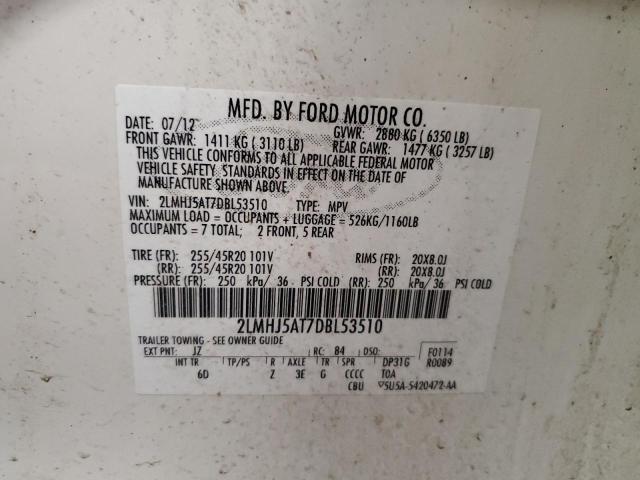 MFD. BY FORD MOTOR CO.
DATE: 07/12 GVWR: 2880 KG ( 6350 LB)
FRONT GAWR: 1411 KG ( 3110 LB) REAR GAWR: 1477 KG ( 3257 LB)
THIS VEHICLE CONFORMS TO ALL APPLICABLE FEDERAL MOTOR
VEHICLE SAFETY STANDARDS IN EFFECT ON THE DATE OF
MANUFACTURE SHOWN ABOVE.
VIN: 2LMHJ5AT7DBL53510 TYPE: MPV
MAXIMUM LOAD = OCCUPANTS + LUGGAGE = 526KG/1160LB
OCCUPANTS = 7 TOTAL; 2 FRONT, 5 REAR
TIRE (FR): 255/45R20 101V RIMS (FR): 20X8.0J
(RR): 255/45R20 101V (RR): 20X8.0J
PRESSURE (FR): 250 kPa/ 36 PSI COLD (RR): 250 kPa/ 36 PSI COLD
2LMHJ5AT7DBL53510
TRAILER TOWING - SEE OWNER GUIDE
EXT PNT: JZ RC: 84 DSO: F0114
INT TR TP/PS R AXLE TR SPR DP31G R0089
6D Z 3E G CCCC TOA
CBU 5U5A-5420472-AA